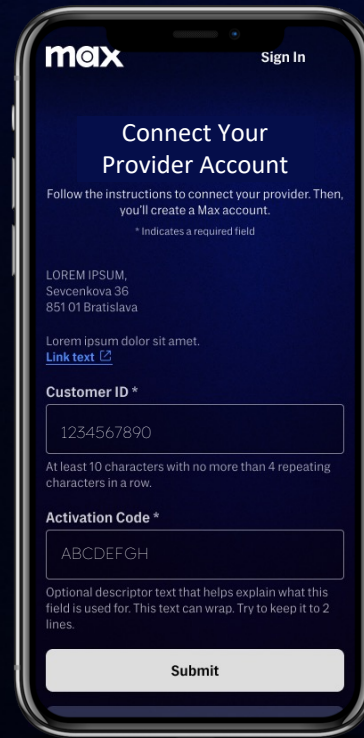 max
Sign In
Connect Your
Provider Account
Follow the instructions to connect your provider. Then,
you'll create a Max account.
* Indicates a required field
LOREM IPSUM,
Sevcenkova 36
851 01 Bratislava
Lorem ipsum dolor sit amet.
Link text
Customer ID *
1234567890
At least 10 characters with no more than 4 repeating
characters in a row.
Activation Code *
ABCDEFGH
Optional descriptor text that helps explain what this
field is used for. This text can wrap. Try to keep it to 2
lines.
Submit